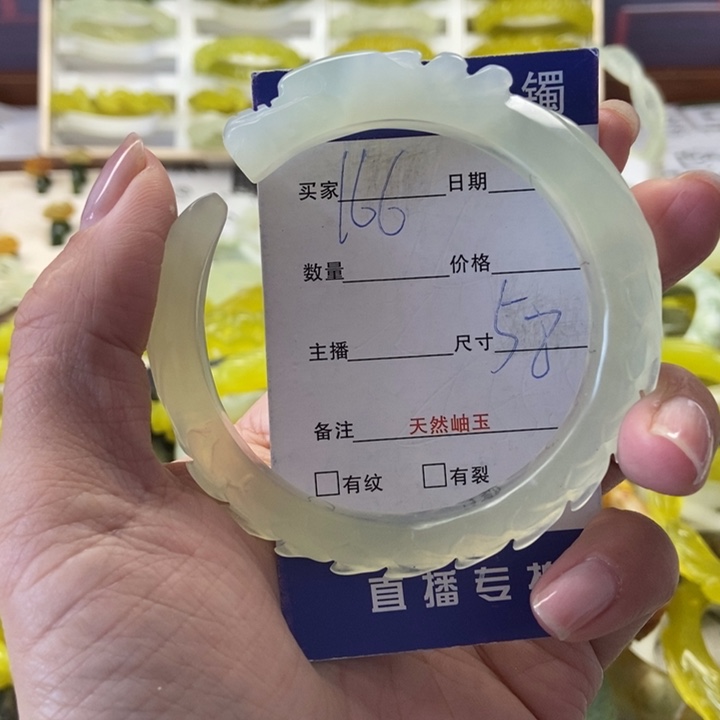 镯
买家 166 日期
数量 价格
主播 尺寸 58
备注 天然岫玉
□有纹 □有裂
直播专